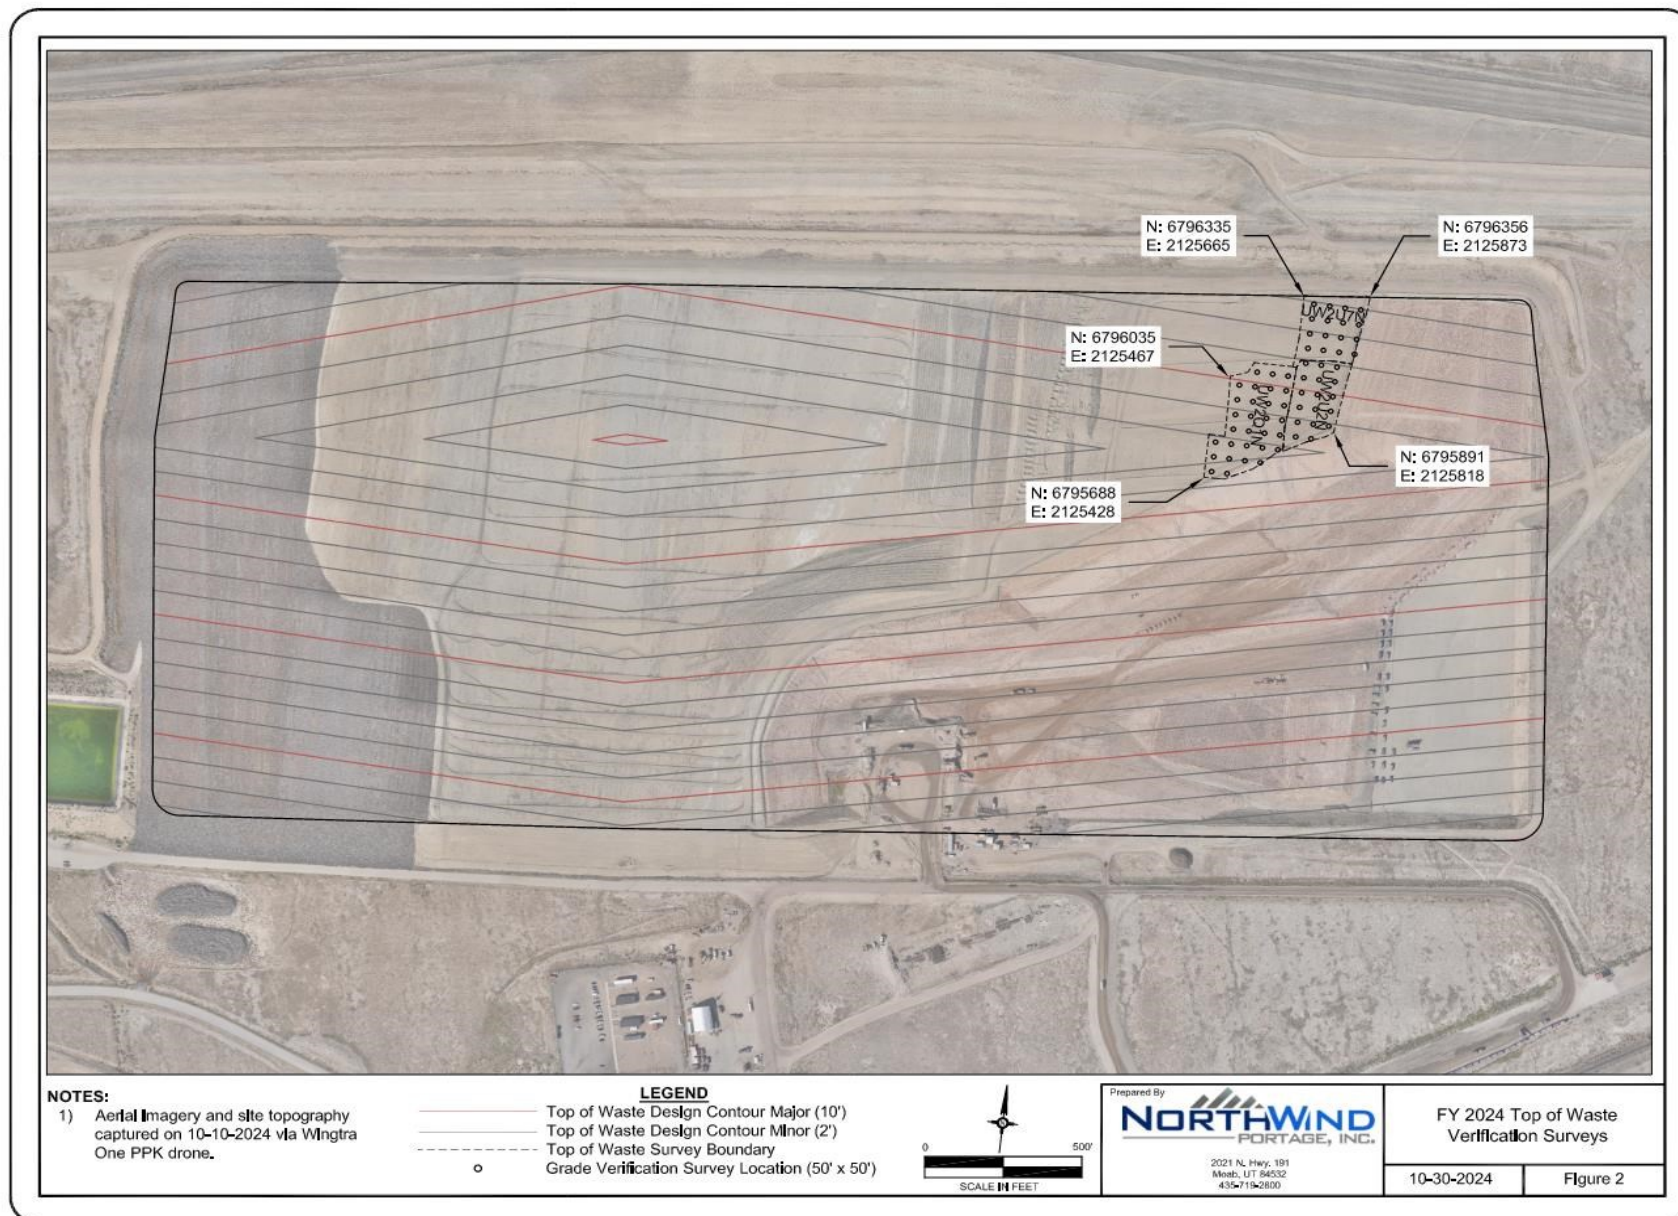 N: 6796335
E: 2125665
N: 6796356
E: 2125873
UW2U7N
N: 6796035
E: 2125467
UW2U2N
UW2Q1N
N: 6795891
E: 2125818
N: 6795688
E: 2125428
NOTES:
1) Aerial Imagery and site topography
captured on 10-10-2024 via Wingtra
One PPK drone.
LEGEND
Top of Waste Design Contour Major (10')
Top of Waste Design Contour Minor (2')
Top of Waste Survey Boundary
Grade Verification Survey Location (50' x 50')
N
0 500'
SCALE IN FEET
Prepared By
NORTHWIND
PORTAGE, INC.
2021 N. Hwy. 191
Moab, UT 84532
435-719-2800
FY 2024 Top of Waste
Verification Surveys
10-30-2024
Figure 2